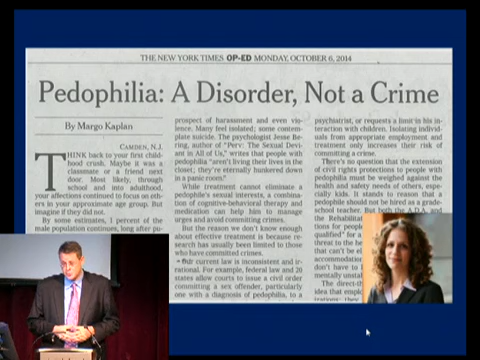 THE NEW YORK TIMES OP-ED MONDAY, OCTOBER 6, 2014
Pedophilia: A Disorder, Not a Crime
By Margo Kaplan
CAMDEN, N.J.
THINK back to your first child-
hood crush. Maybe it was a
classmate or a friend next
door. Most likely, through
school and into adulthood,
your affections continued to focus on oth-
ers in your approximate age group. But
imagine if they did not.
By some estimates, 1 percent of the
male population continues, long after pu-
prospect of harassment and even vio-
lence. Many feel isolated; some contem-
plate suicide. The psychologist Jesse Be-
ring, author of "Perv: The Sexual Devi-
ant in All of Us," writes that people with
pedophilia "aren't living their lives in the
closet; they're eternally hunkered down
in a panic room."
While treatment cannot eliminate a
pedophile's sexual interests, a combina-
tion of cognitive-behavioral therapy and
medication can help him to manage
urges and avoid committing crimes.
But the reason we don't know enough
about effective treatment is because re-
search has usually been limited to those
who have committed crimes.
Our current law is inconsistent and ir-
rational. For example, federal law and 20
states allow courts to issue a civil order
committing a sex offender, particularly
one with a diagnosis of pedophilia, to a
psychiatrist, or requests a limit in his in-
teraction with children. Isolating individ-
uals from appropriate employment and
treatment only increases their risk of
committing a crime.
There's no question that the extension
of civil rights protections to people with
pedophilia must be weighed against the
health and safety needs of others, espe-
cially kids. It stands to reason that a
pedophile should not be hired as a grade-
school teacher. But both the A.D.A. and
the Rehabilita
tions for people
qualified" for a
threat to the be
that can't be el
accommodatio
don't have to
mentally unsta
The direct-th
idea that emplo